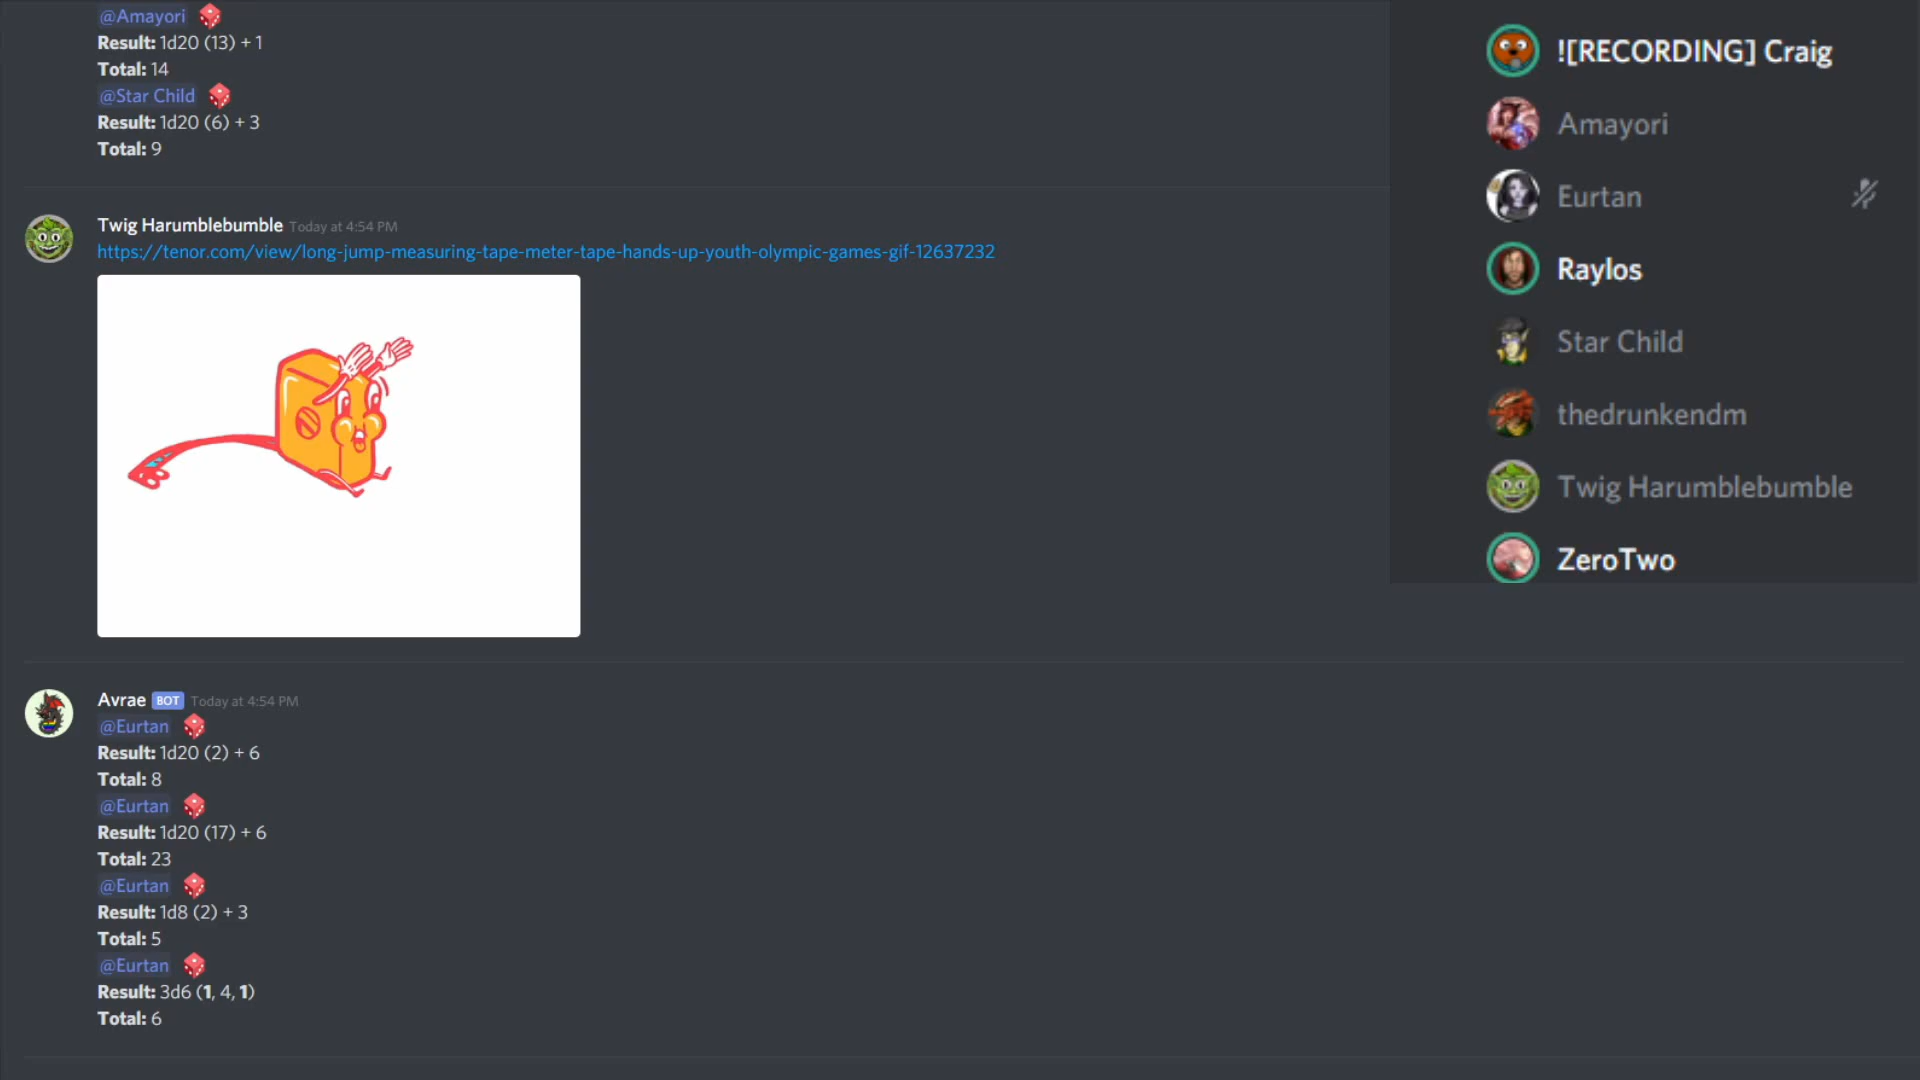 @Amayori
Result: 1d20 (13) + 1
Total: 14
@Star Child
Result: 1d20 (6) + 3
Total: 9
Twig Harumblebumble Today at 4:54 PM
https://tenor.com/view/long-jump-measuring-tape-meter-tape-hands-up-youth-olympic-games-gif-12637232
Avrae BOT Today at 4:54 PM
@Eurtan
Result: 1d20 (2) + 6
Total: 8
@Eurtan
Result: 1d20 (17) + 6
Total: 23
@Eurtan
Result: 1d8 (2) + 3
Total: 5
@Eurtan
Result: 3d6 (1, 4, 1)
Total: 6
![RECORDING] Craig
Amayori
Eurtan
Raylos
Star Child
thedrunkendm
Twig Harumblebumble
ZeroTwo